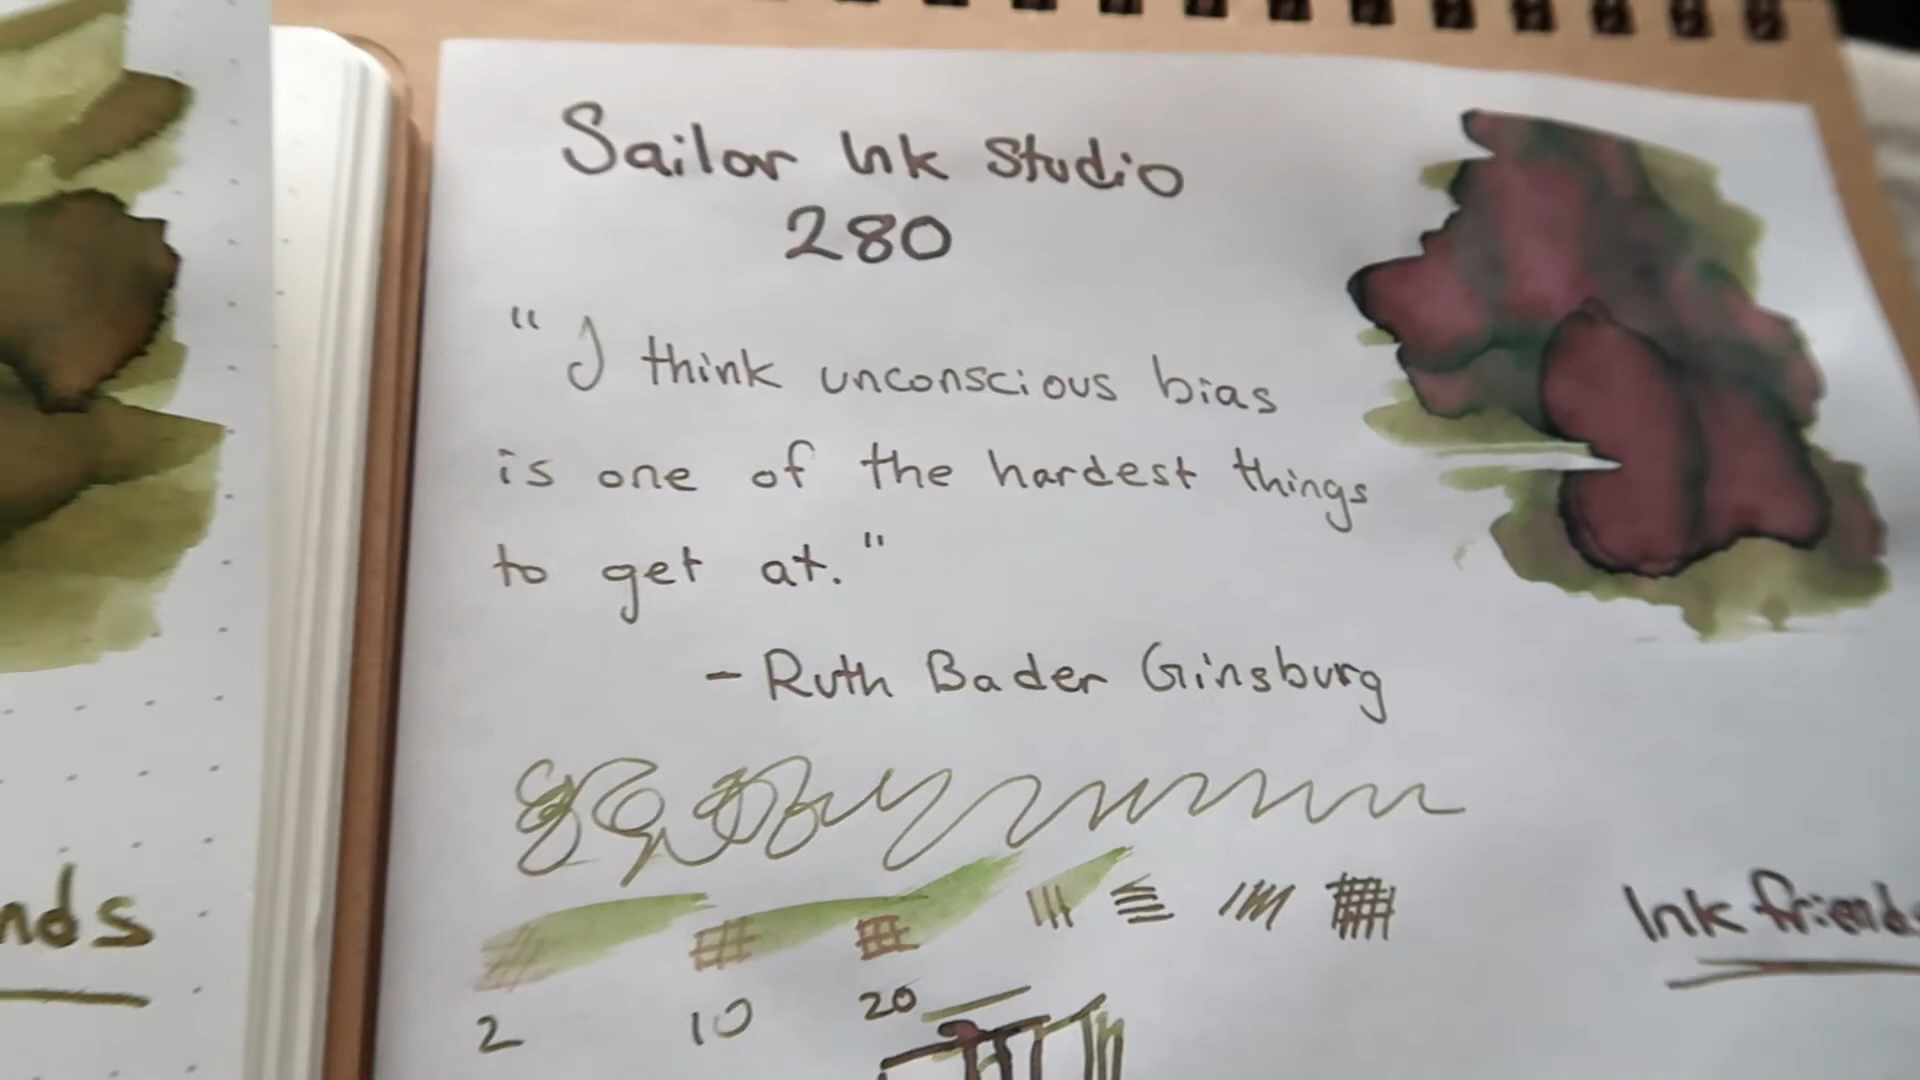 Sailor Ink Studio
280
"I think unconscious bias
is one of the hardest things
to get at."
- Ruth Bader Ginsburg
2 10 20
Ink friends
nds